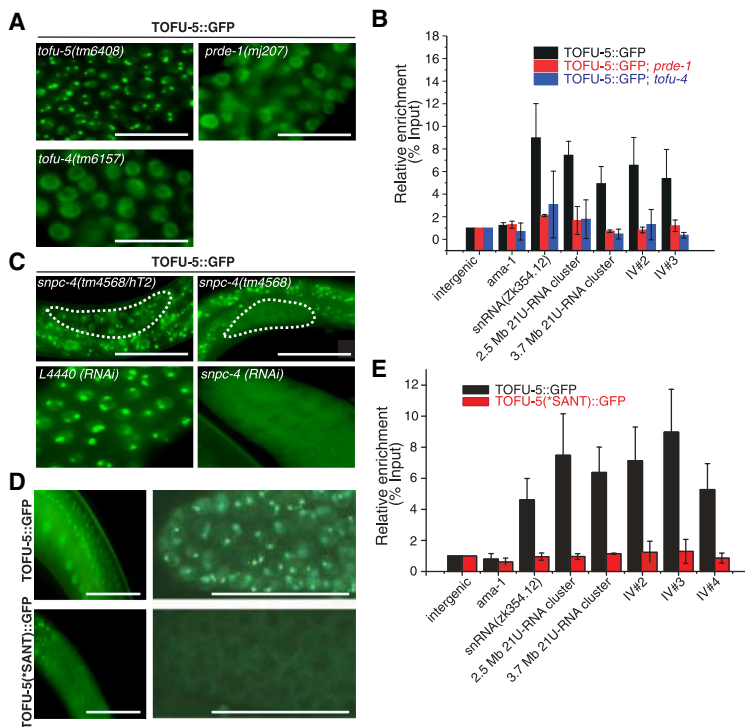 A
TOFU-5::GFP
tofu-5(tm6408)
prde-1(mj207)
tofu-4(tm6157)
B
TOFU-5::GFP
TOFU-5::GFP; prde-1
TOFU-5::GFP; tofu-4
Relative enrichment
(% Input)
18
16
14
12
10
8
6
4
2
0
intergenic
ama-1
snRNA(Zk354.12)
2.5 Mb 21U-RNA cluster
3.7 Mb 21U-RNA cluster
IV#2
IV#3
C
TOFU-5::GFP
snpc-4(tm4568/hT2)
snpc-4(tm4568)
L4440 (RNAi)
snpc-4 (RNAi)
D
TOFU-5::GFP
TOFU-5(*SANT)::GFP
E
TOFU-5::GFP
TOFU-5(*SANT)::GFP
Relative enrichment
(% Input)
12
10
8
6
4
2
0
intergenic
ama-1
snRNA(zk354.12)
2.5 Mb 21U-RNA cluster
3.7 Mb 21U-RNA cluster
IV#2
IV#3
IV#4